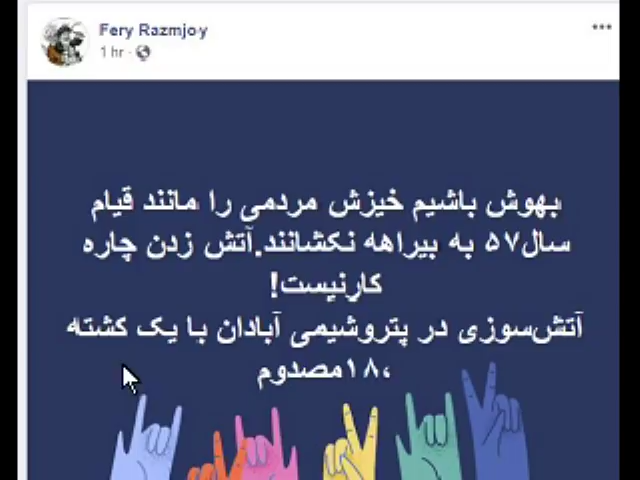 Fery Razmjoy
1 hr
بهوش باشیم خیزش مردمی را مانند قیام
سال۵۷ به بیراهه نکشانند.آتش زدن چاره
کارنیست!
آتش‌سوزی در پتروشیمی آبادان با یک کشته
،۱۸مصدوم